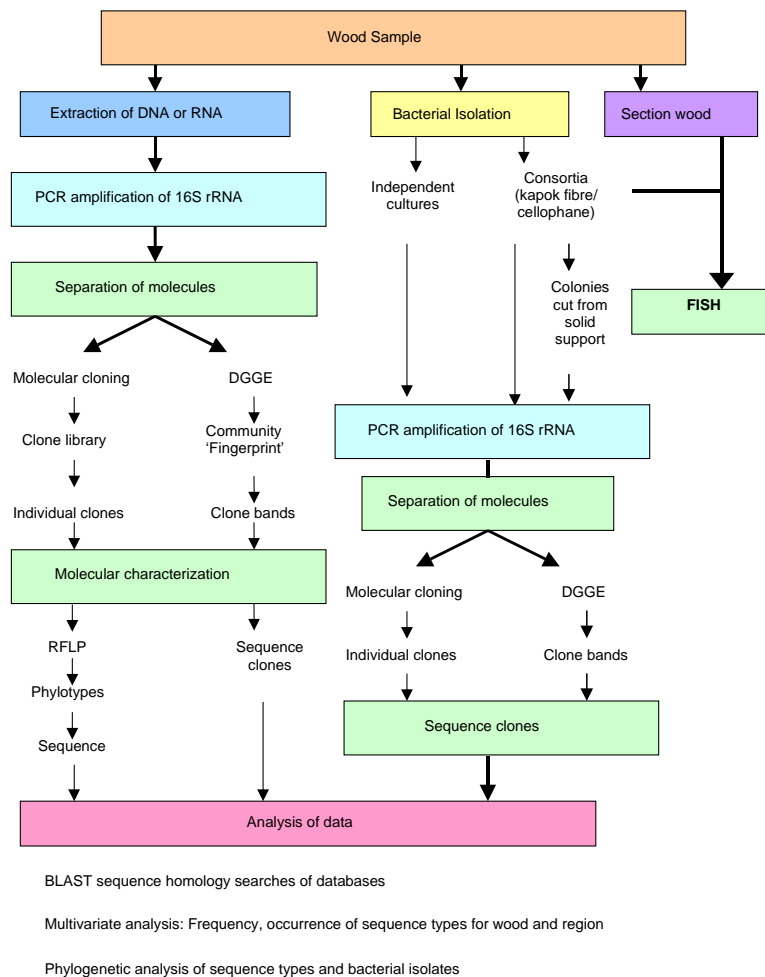 Wood Sample
Extraction of DNA or RNA
Bacterial Isolation
Section wood
PCR amplification of 16S rRNA
Independent
cultures
Consortia
(kapok fibre/
cellophane)
Separation of molecules
Colonies
cut from
solid
support
FISH
Molecular cloning
DGGE
Clone library
Community
'Fingerprint'
PCR amplification of 16S rRNA
Individual clones
Clone bands
Separation of molecules
Molecular characterization
Molecular cloning
DGGE
RFLP
Sequence
clones
Individual clones
Clone bands
Phylotypes
Sequence
Sequence clones
Analysis of data
BLAST sequence homology searches of databases
Multivariate analysis: Frequency, occurrence of sequence types for wood and region
Phylogenetic analysis of sequence types and bacterial isolates